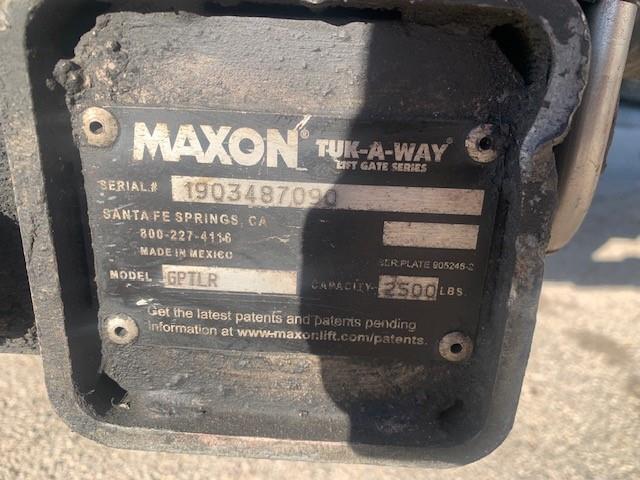 MAXON® TUK-A-WAY®
LIFT GATE SERIES
SERIAL# 1903487090
SANTA FE SPRINGS, CA
800-227-4116
MADE IN MEXICO
SER.PLATE 905245-2
MODEL GPTLR CAPACITY 2500 LBS.
Get the latest patents and patents pending
information at www.maxonlift.com/patents.